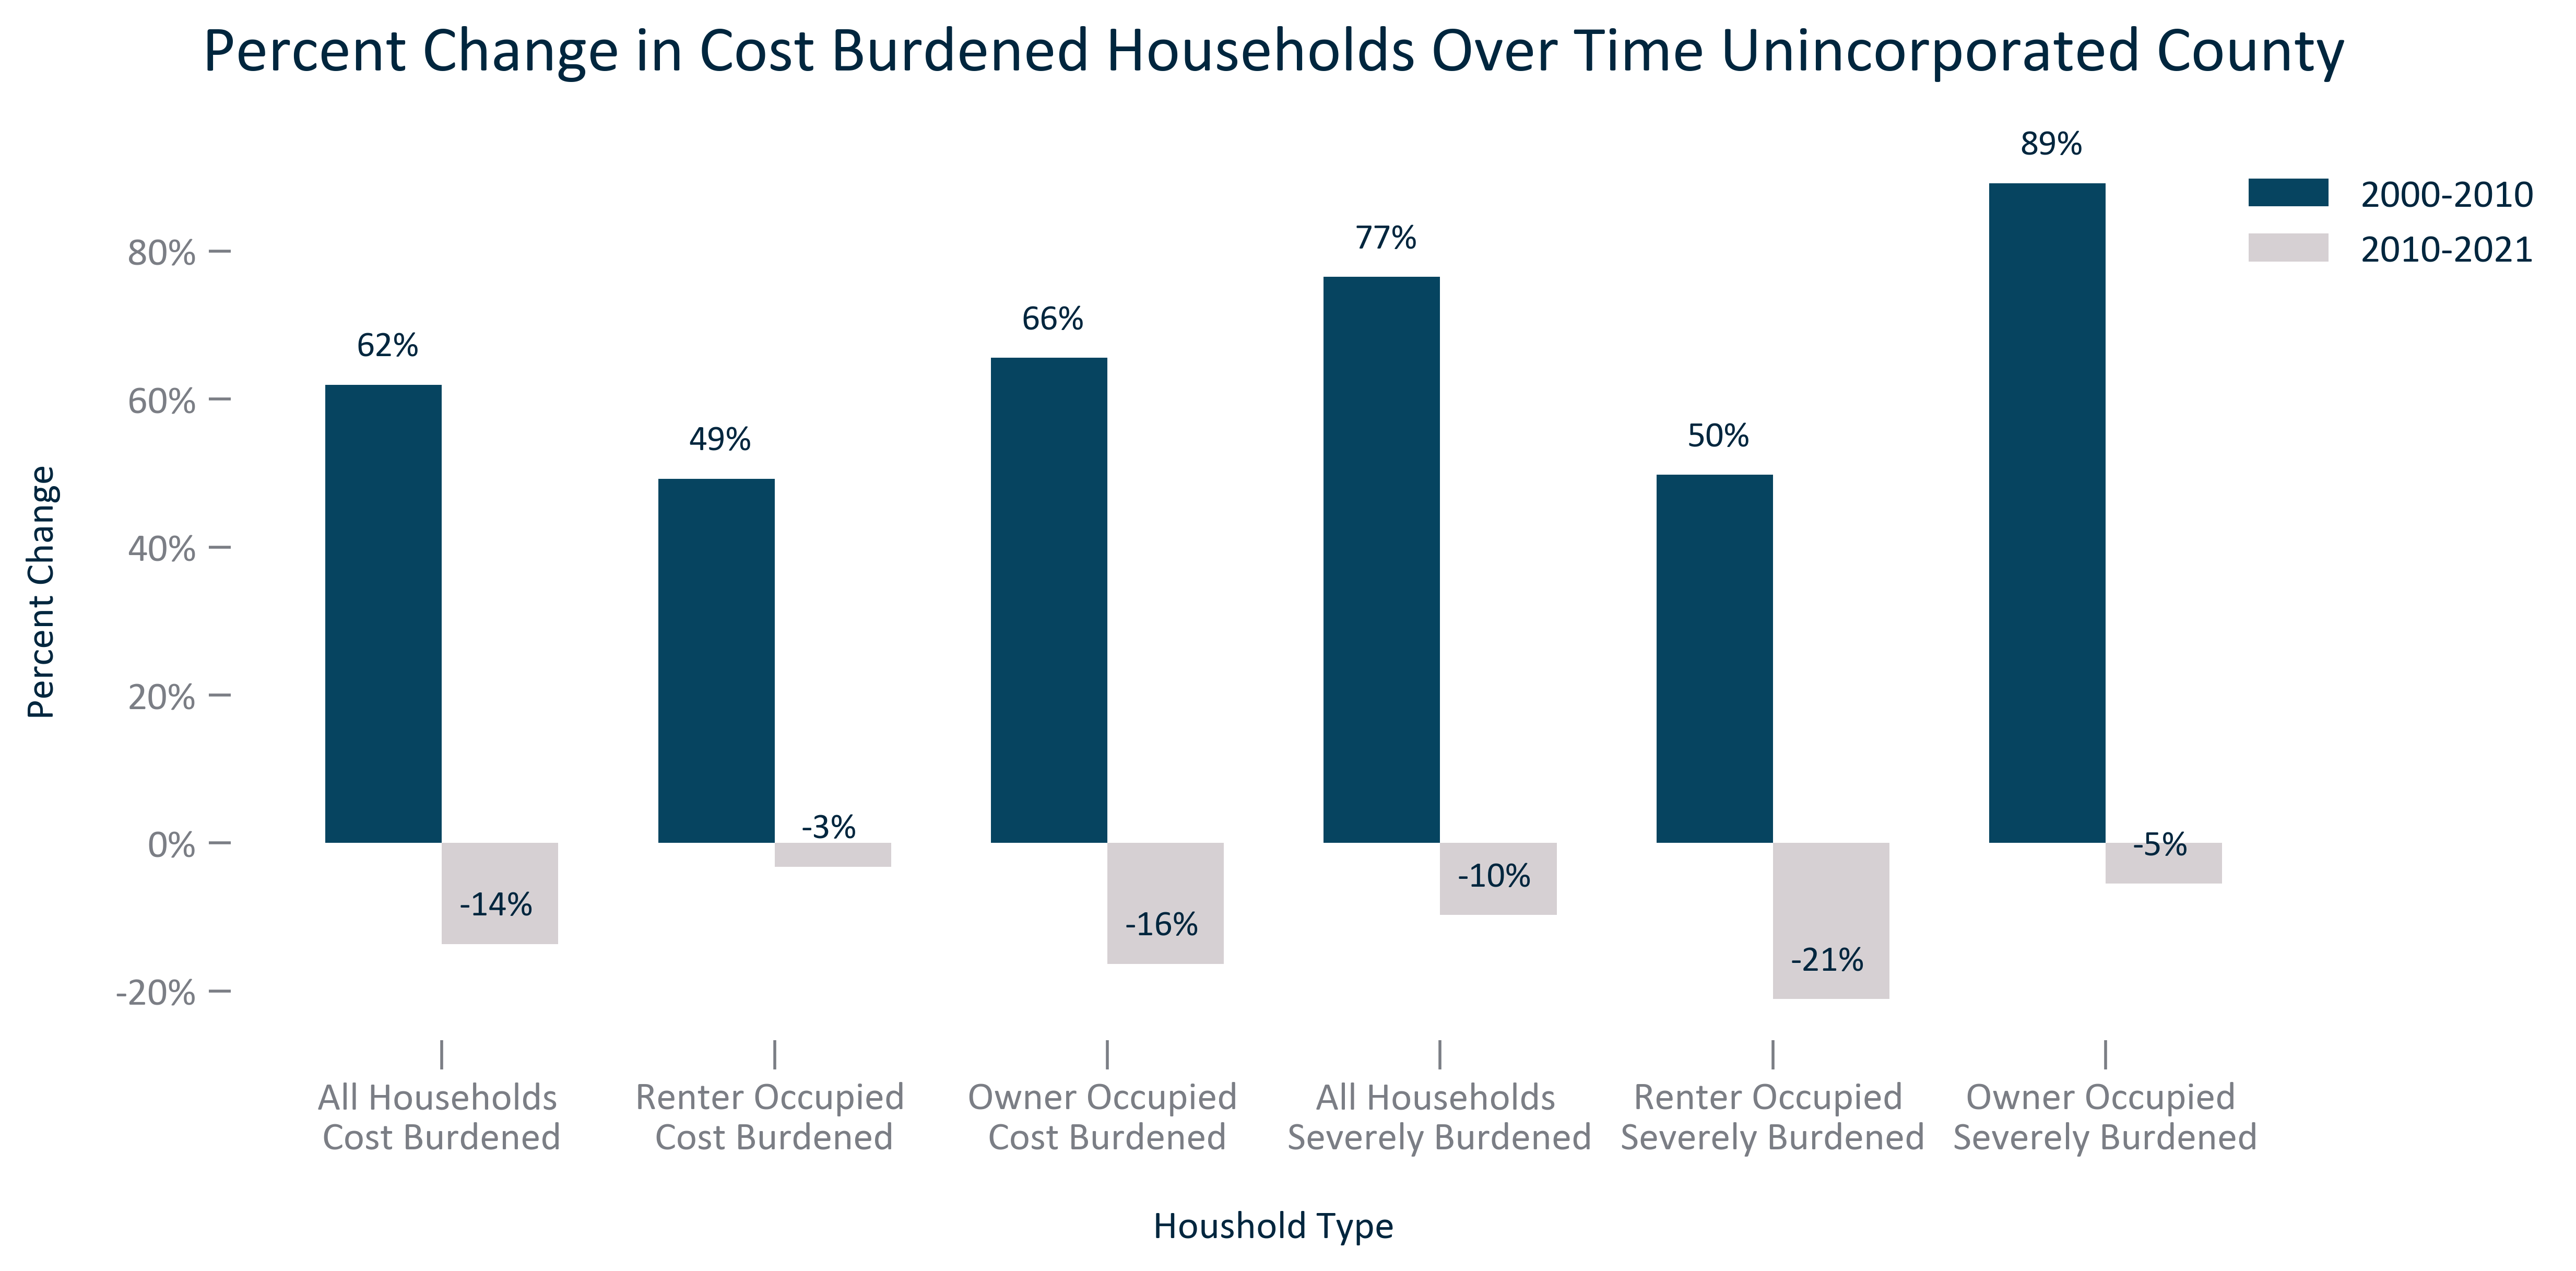 Percent Change in Cost Burdened Households Over Time Unincorporated County
89%
2000-2010
77%
2010-2021
80%
66%
62%
60%
49%
50%
Percent Change
40%
20%
-3%
0%
-5%
-10%
-14%
-16%
-21%
-20%
All Households
Cost Burdened
Renter Occupied
Cost Burdened
Owner Occupied
Cost Burdened
All Households
Severely Burdened
Renter Occupied
Severely Burdened
Owner Occupied
Severely Burdened
Houshold Type